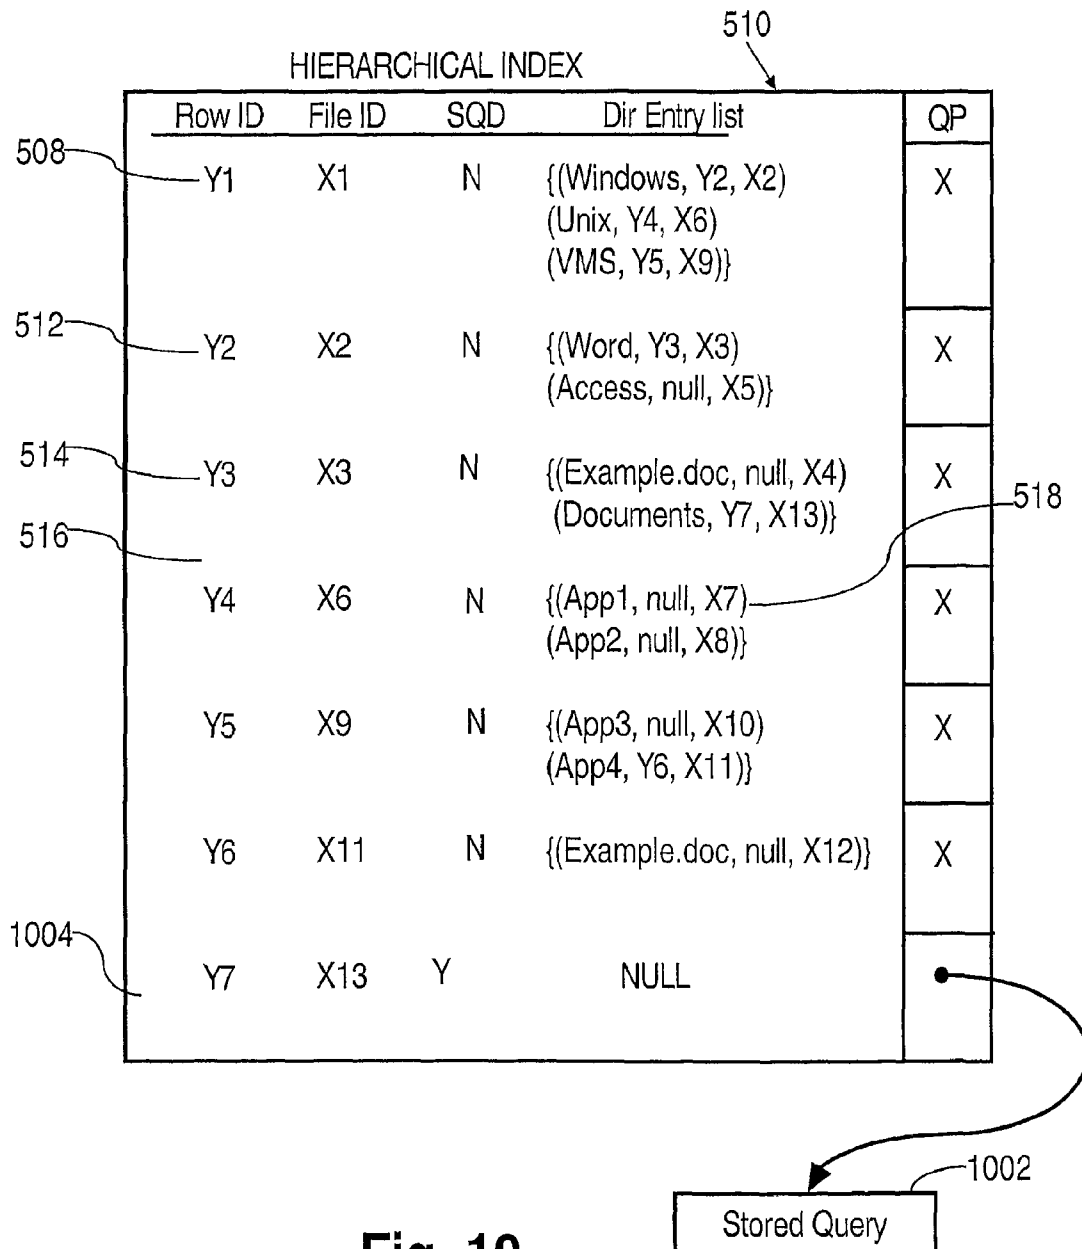 510
HIERARCHICAL INDEX
Row ID File ID SQD Dir Entry list QP
508
Y1 X1 N {(Windows, Y2, X2) X
(Unix, Y4, X6)
(VMS, Y5, X9)}
512
Y2 X2 N {(Word, Y3, X3) X
(Access, null, X5)}
514
Y3 X3 N {(Example.doc, null, X4) X
518
(Documents, Y7, X13)}
516
Y4 X6 N {(App1, null, X7) X
(App2, null, X8)}
Y5 X9 N {(App3, null, X10) X
(App4, Y6, X11)}
Y6 X11 N {(Example.doc, null, X12)} X
1004
Y7 X13 Y NULL
1002
Stored Query
Fig. 10